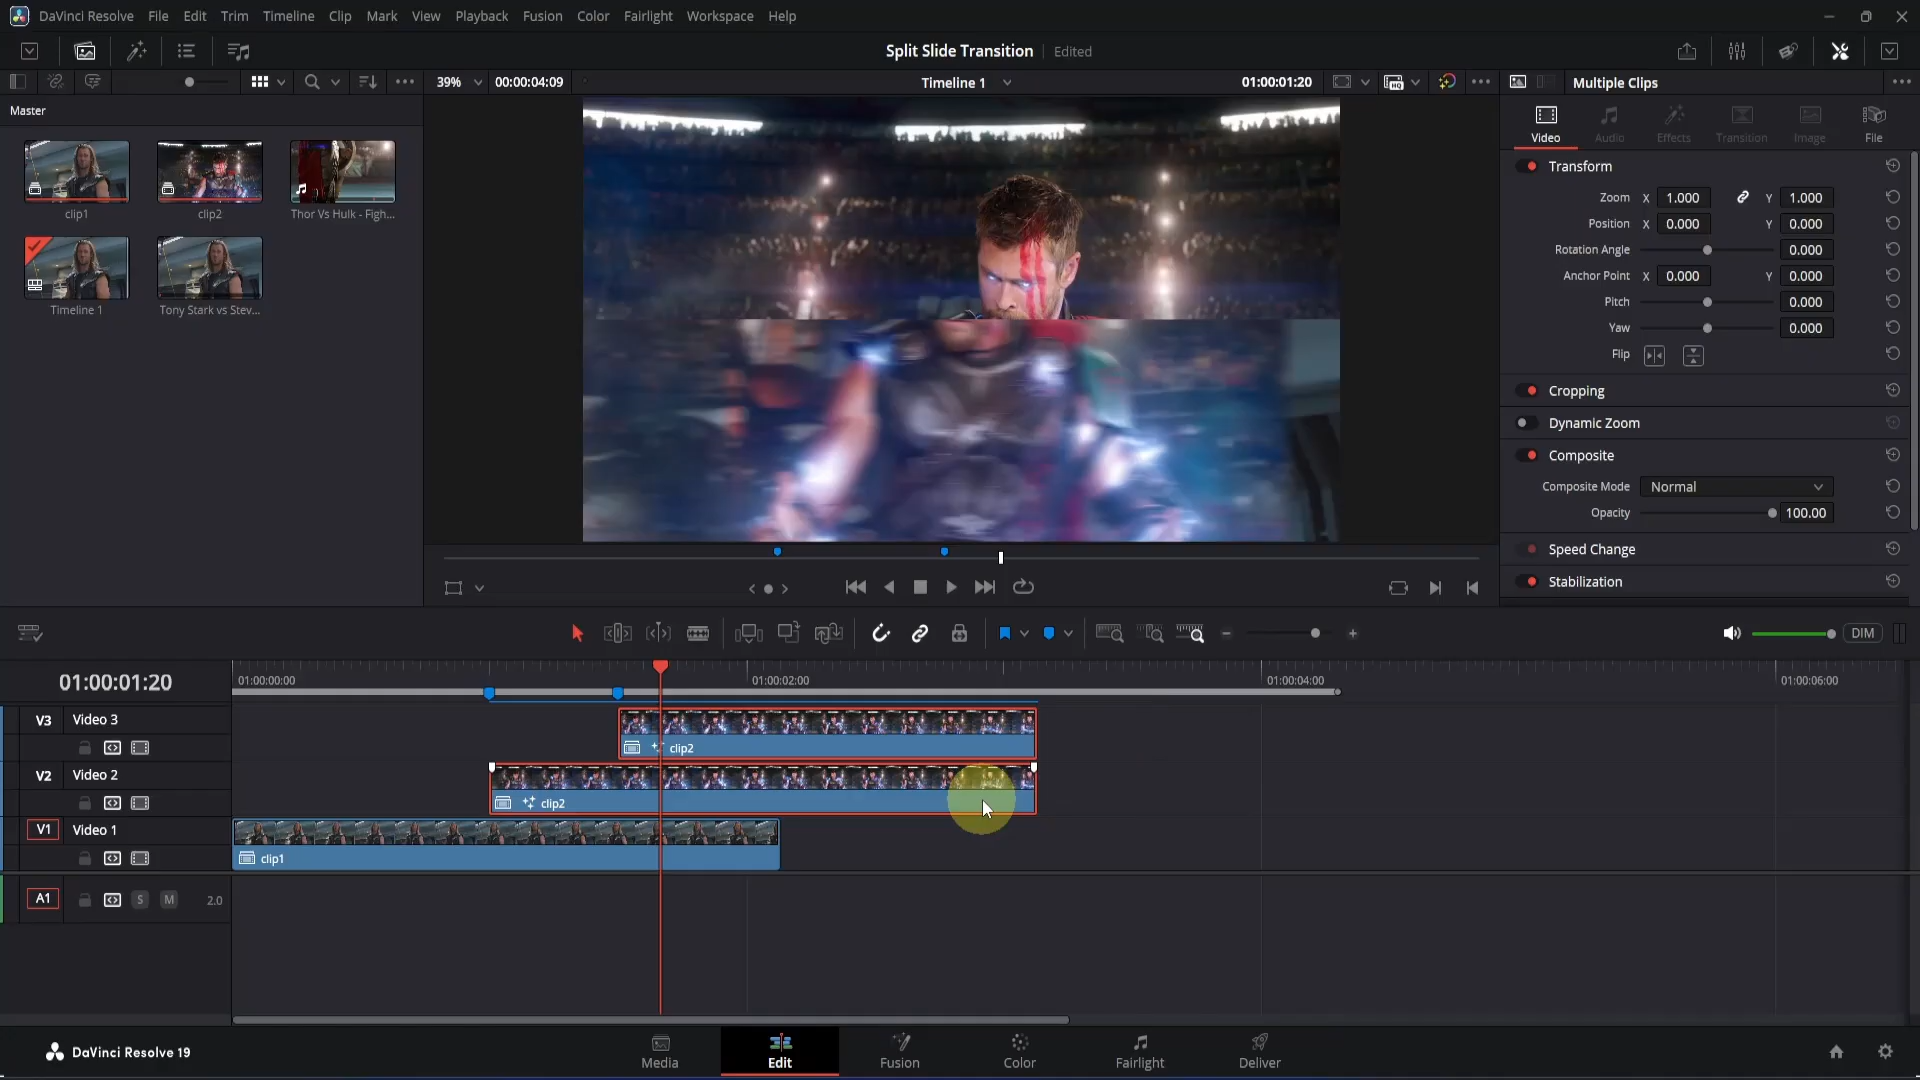 DaVinci Resolve File Edit Trim Timeline Clip Mark View Playback Fusion Color Fairlight Workspace Help
Split Slide Transition Edited
39% 00:00:04:09 Timeline 1 01:00:01:20 Multiple Clips
Master
clip1 clip2 Thor Vs Hulk - Figh...
Timeline 1 Tony Stark vs Stev...
Video Audio Effects Transition Image File
Transform
Zoom X 1.000 Y 1.000
Position X 0.000 Y 0.000
Rotation Angle 0.000
Anchor Point X 0.000 Y 0.000
Pitch 0.000
Yaw 0.000
Flip
Cropping
Dynamic Zoom
Composite
Composite Mode Normal
Opacity 100.00
Speed Change
Stabilization
DIM
01:00:01:20 01:00:00:00 01:00:02:00 01:00:04:00 01:00:06:00
V3 Video 3
clip2
V2 Video 2
clip2
V1 Video 1
clip1
A1 S M 2.0
DaVinci Resolve 19 Media Edit Fusion Color Fairlight Deliver